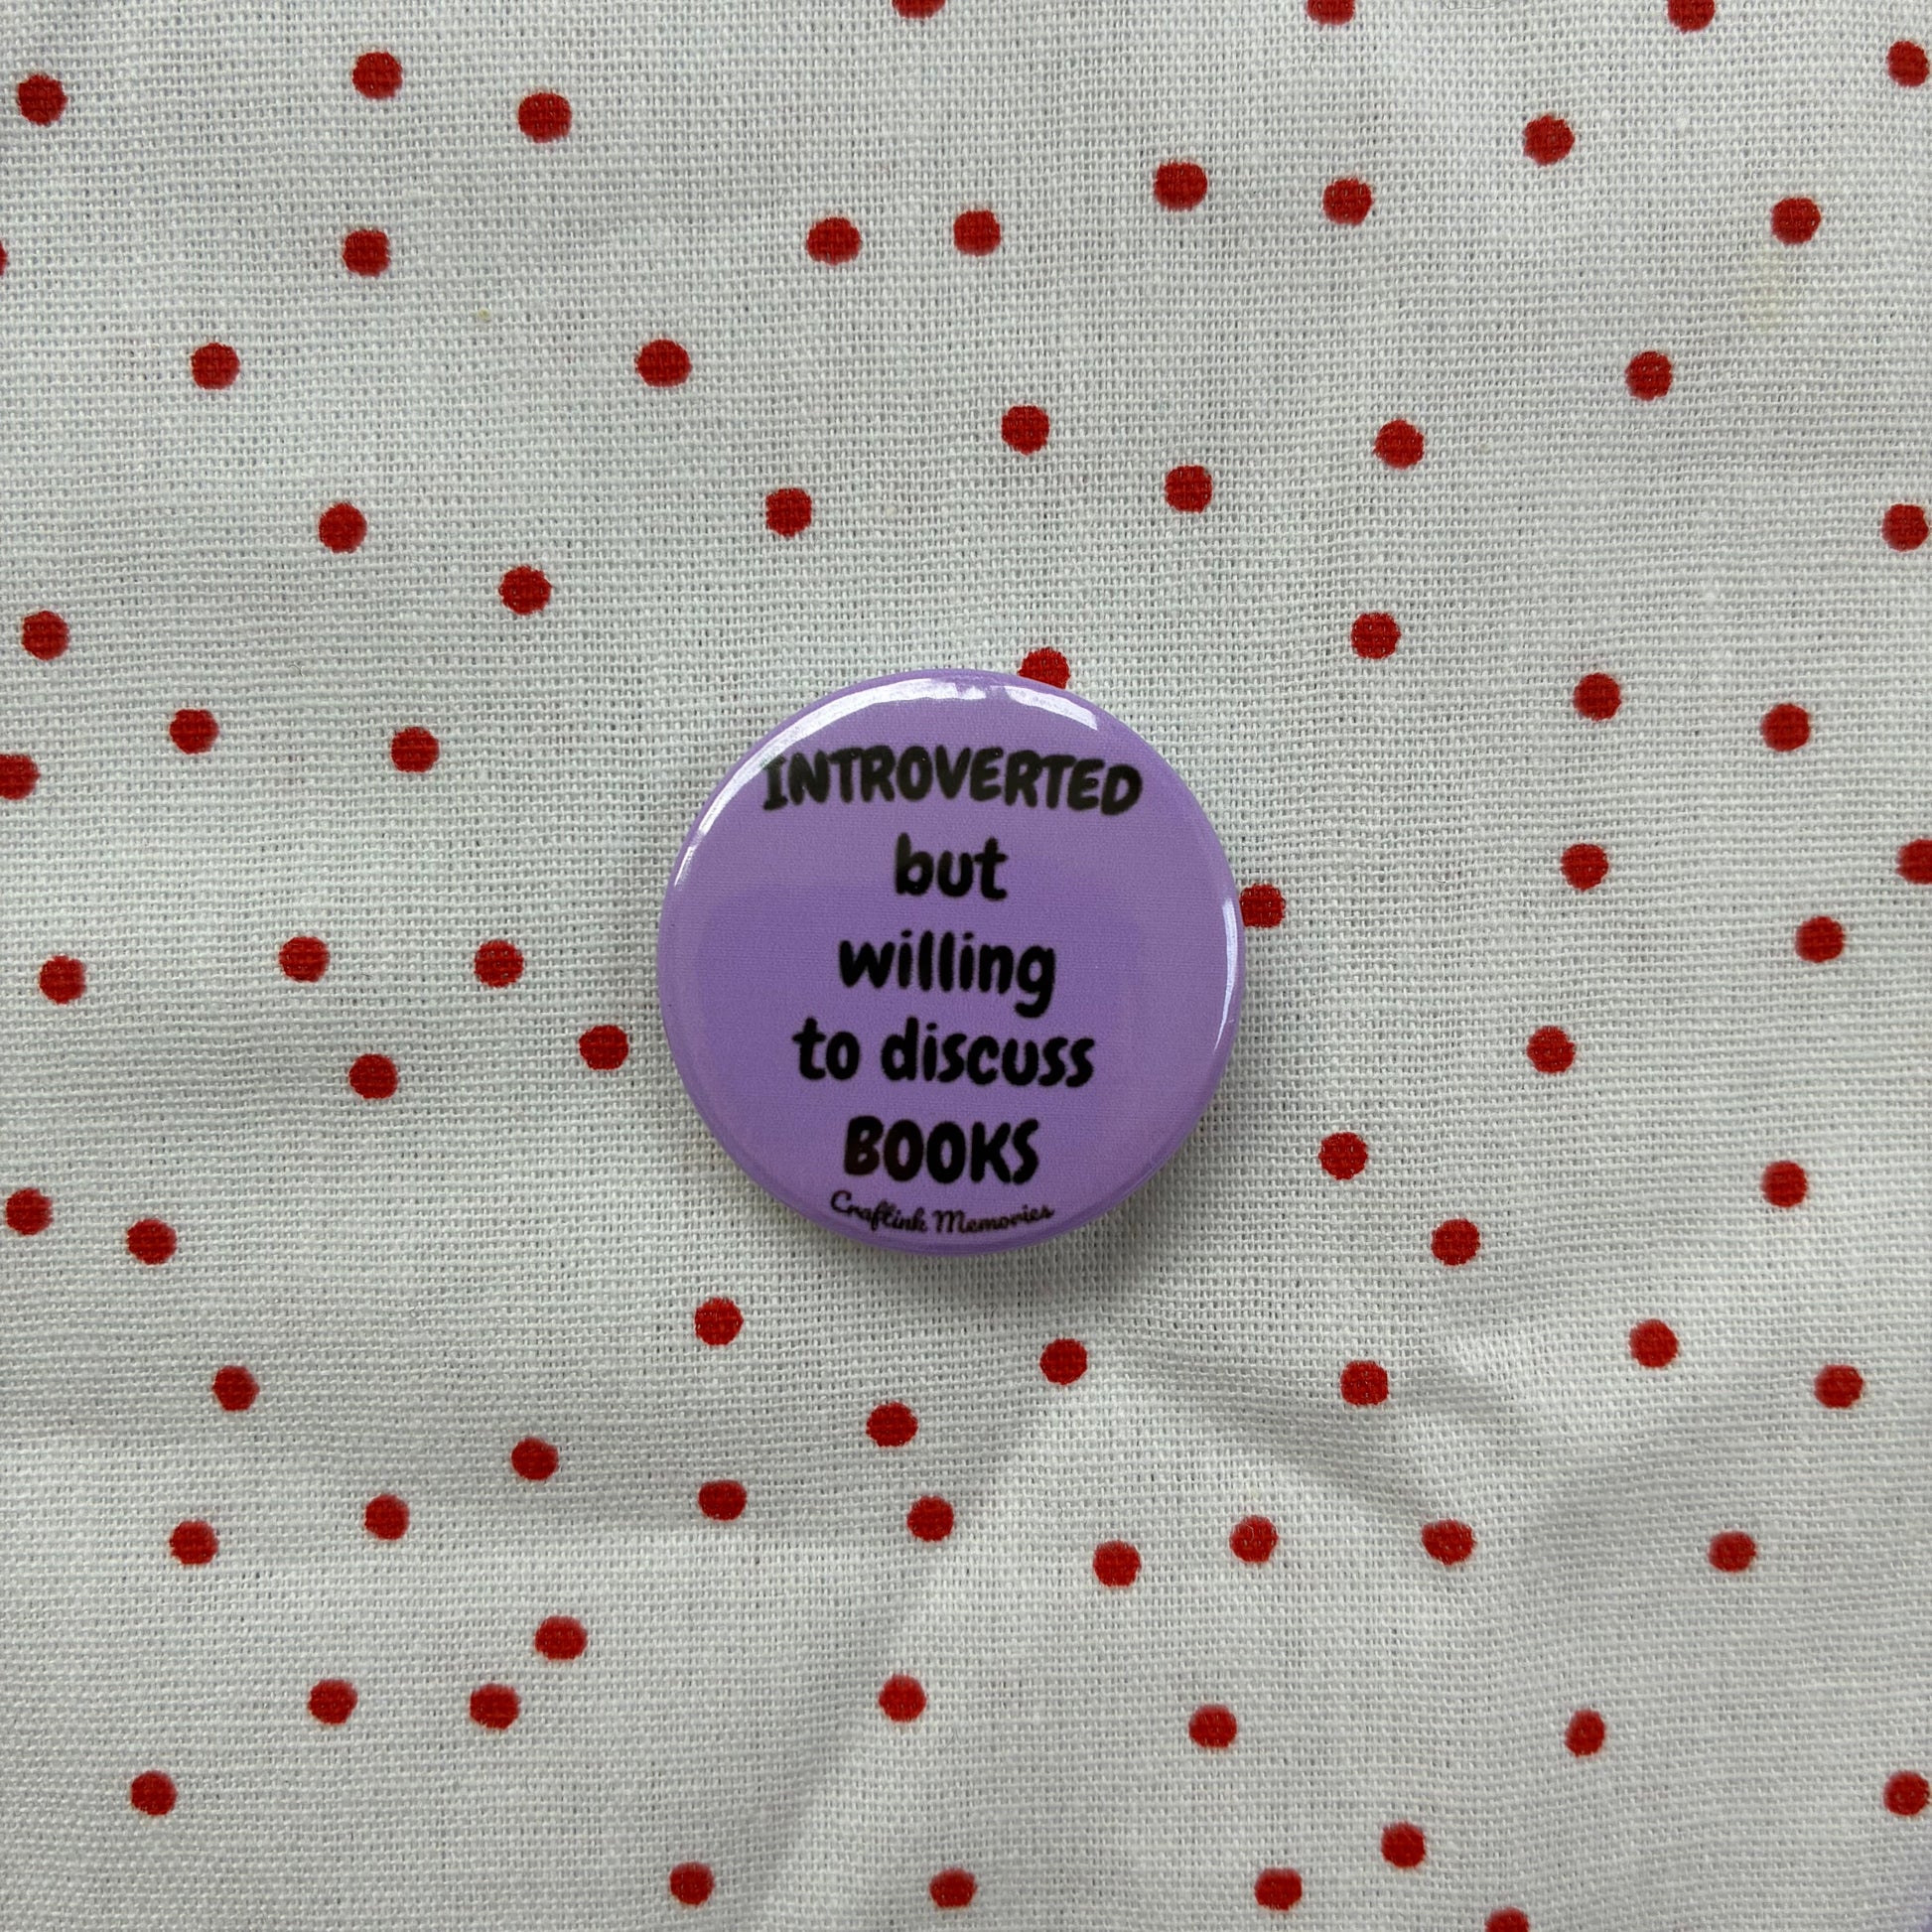 INTROVERTED
but
willing
to discuss
BOOKS
Craftink Memories